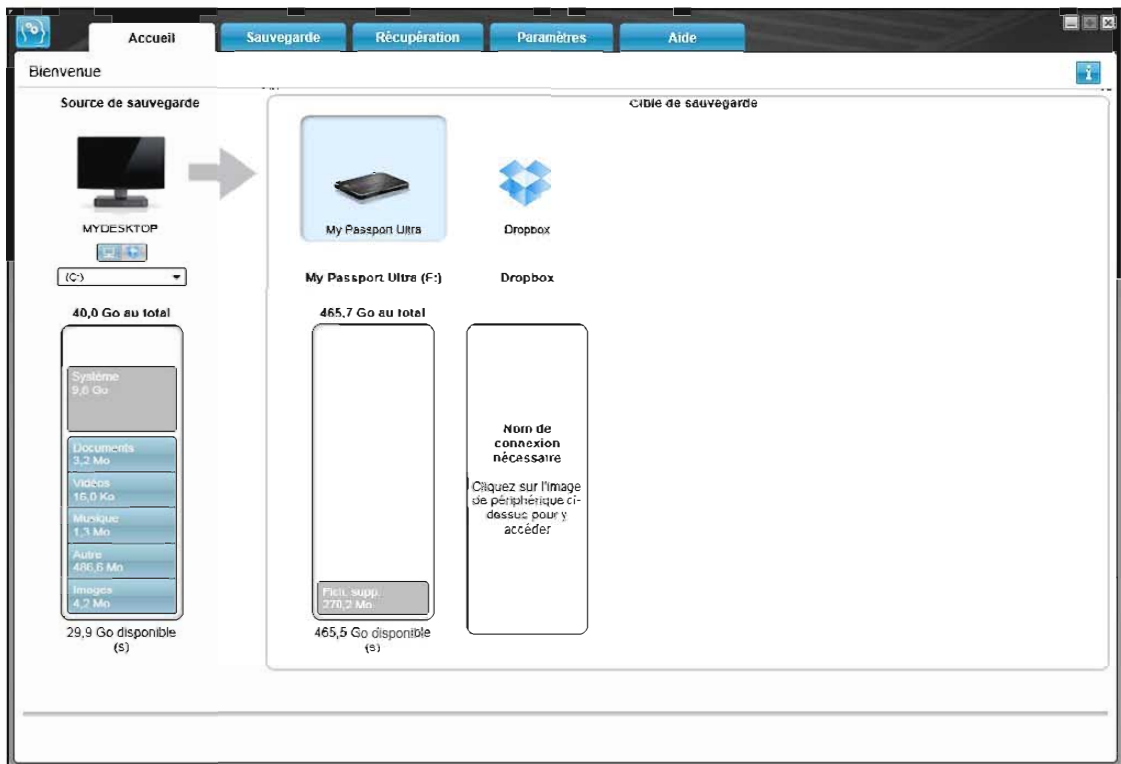 Accueil
Sauvegarde
Récupération
Paramètres
Aide
Bienvenue
Source de sauvegarde
Cible de sauvegarde
MYDESKTOP
My Passport Ultra
Dropbox
(C:)
My Passport Ultra (F:)
Dropbox
40,0 Go au total
465,7 Go au total
Système
9,6 Go
Documents
3,2 Mo
Vidéos
16,0 Ko
Musique
1,3 Mo
Autre
486,6 Mo
Images
4,2 Mo
29,9 Go disponible
(s)
Fich. supp.
270,2 Mo
465,5 Go disponible
(s)
Nom de
connexion
nécessaire
Cliquez sur l'image
de périphérique ci-
dessus pour y
accéder